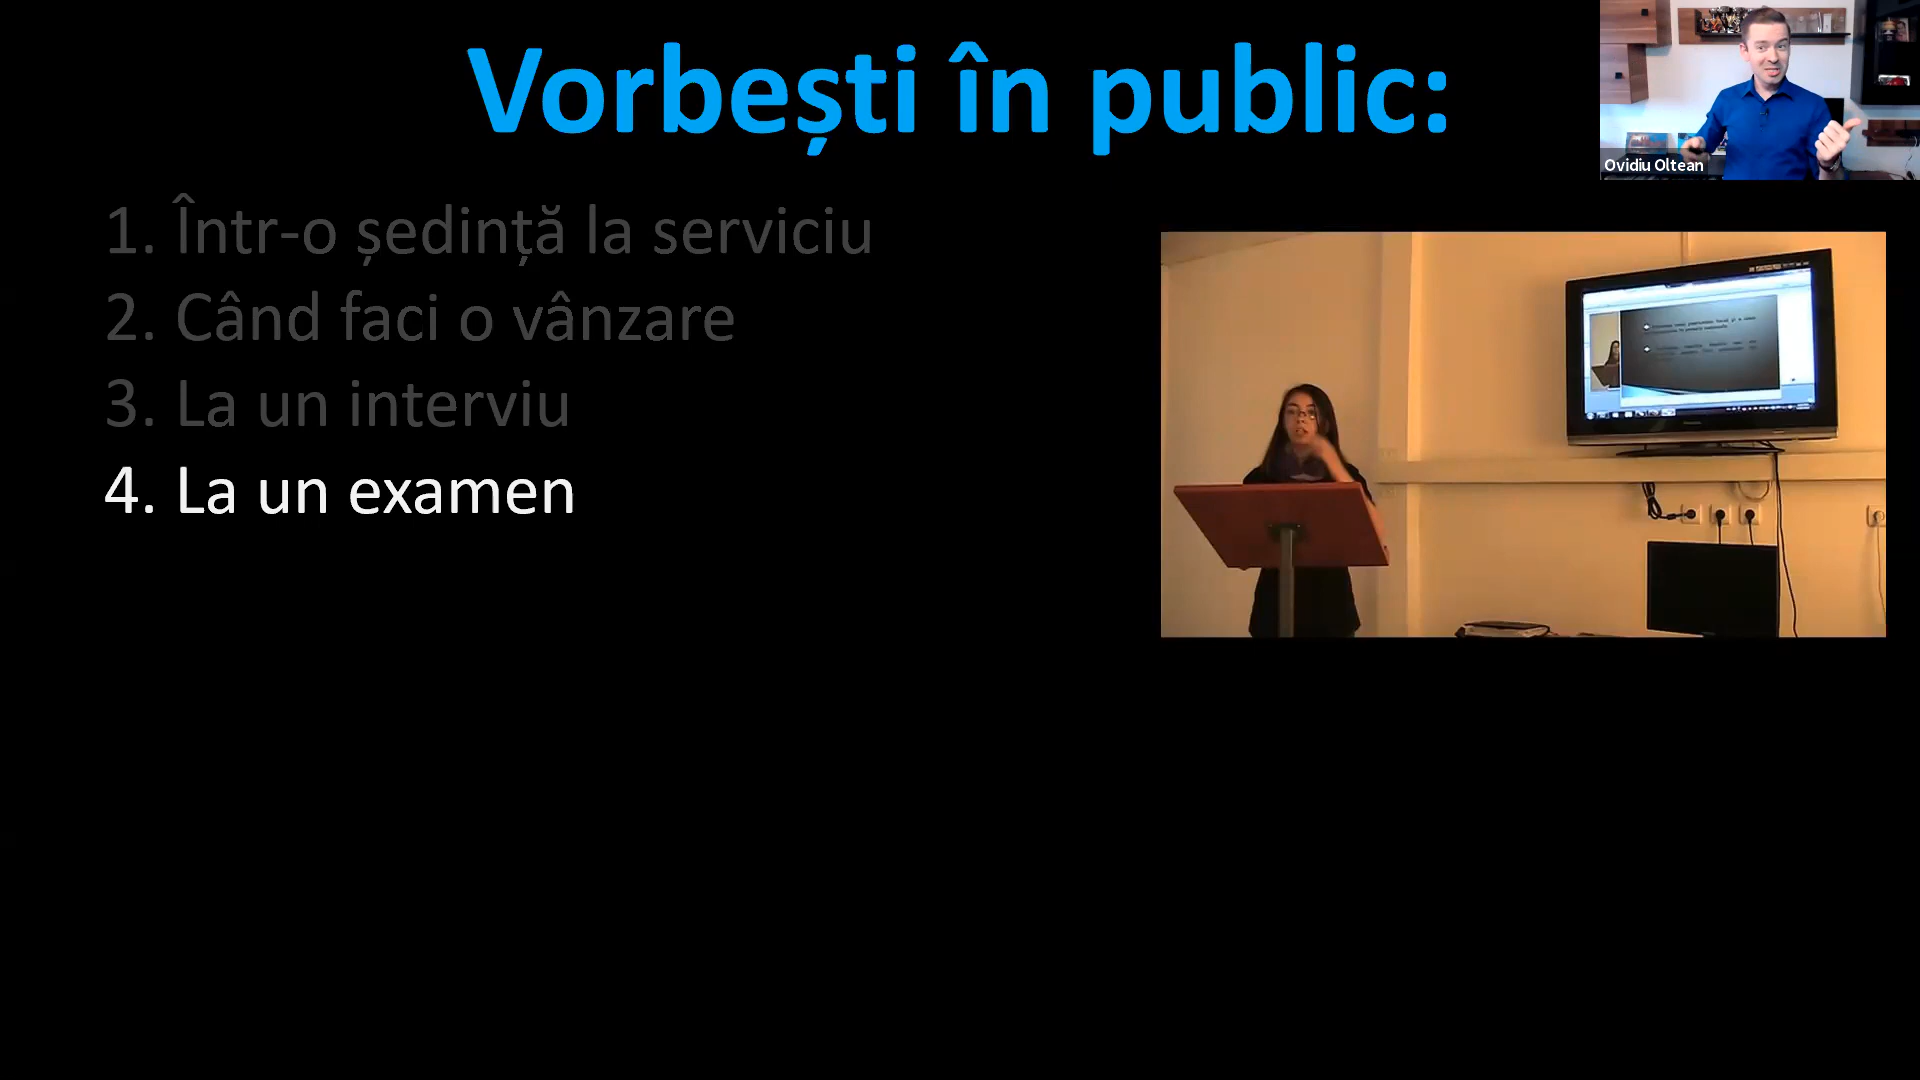 Vorbești în public:
Ovidiu Oltean
1. Într-o ședință la serviciu
2. Când faci o vânzare
3. La un interviu
4. La un examen